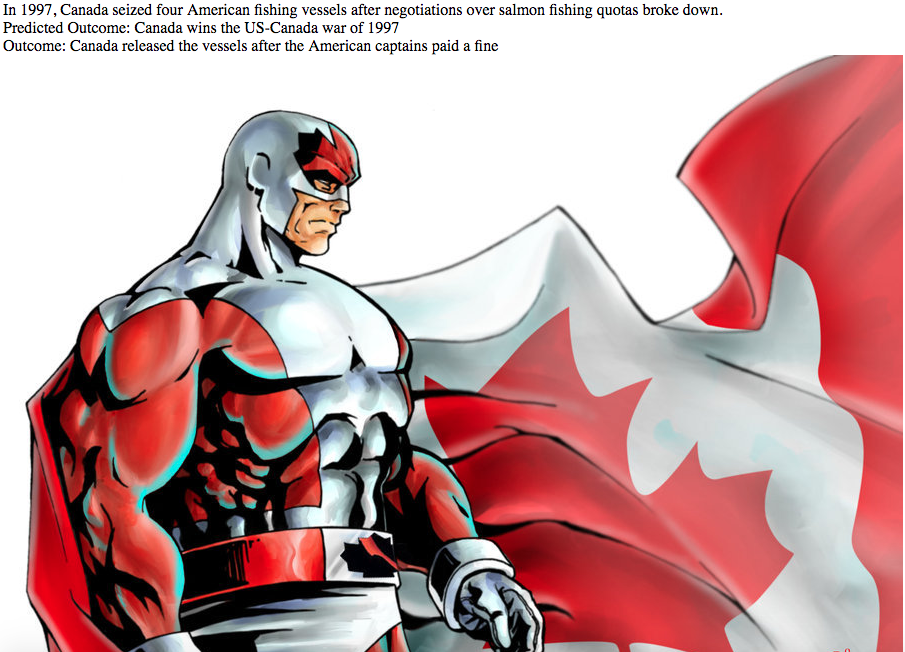 In 1997, Canada seized four American fishing vessels after negotiations over salmon fishing quotas broke down.
Predicted Outcome: Canada wins the US-Canada war of 1997
Outcome: Canada released the vessels after the American captains paid a fine